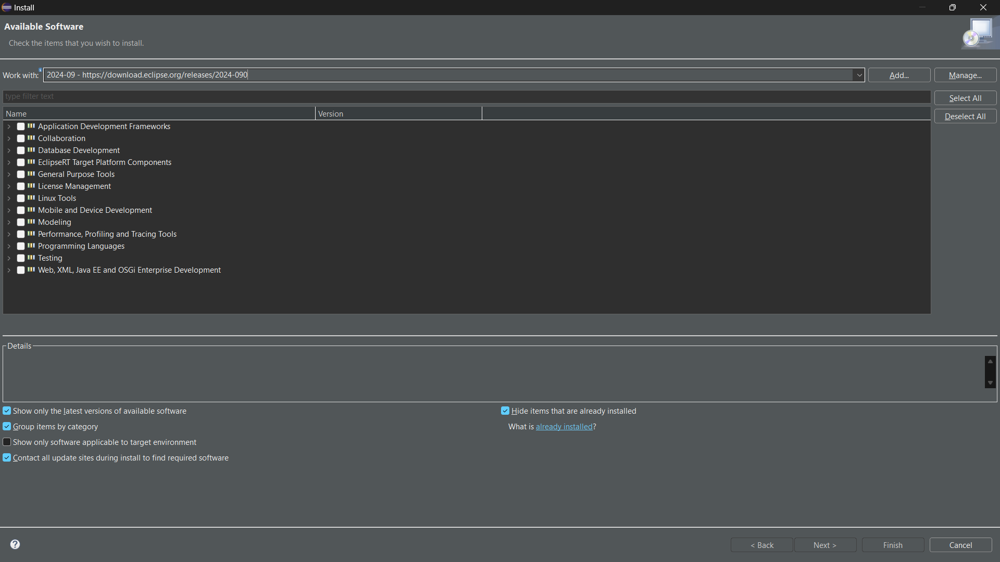 Install
Available Software
Check the items that you wish to install.
Work with: 2024-09 - https://download.eclipse.org/releases/2024-090 Add... Manage...
type filter text Select All
Name Version Deselect All
Application Development Frameworks
Collaboration
Database Development
EclipseRT Target Platform Components
General Purpose Tools
License Management
Linux Tools
Mobile and Device Development
Modeling
Performance, Profiling and Tracing Tools
Programming Languages
Testing
Web, XML, Java EE and OSGi Enterprise Development
Details
Show only the latest versions of available software Hide items that are already installed
Group items by category What is already installed?
Show only software applicable to target environment
Contact all update sites during install to find required software
? < Back Next > Finish Cancel